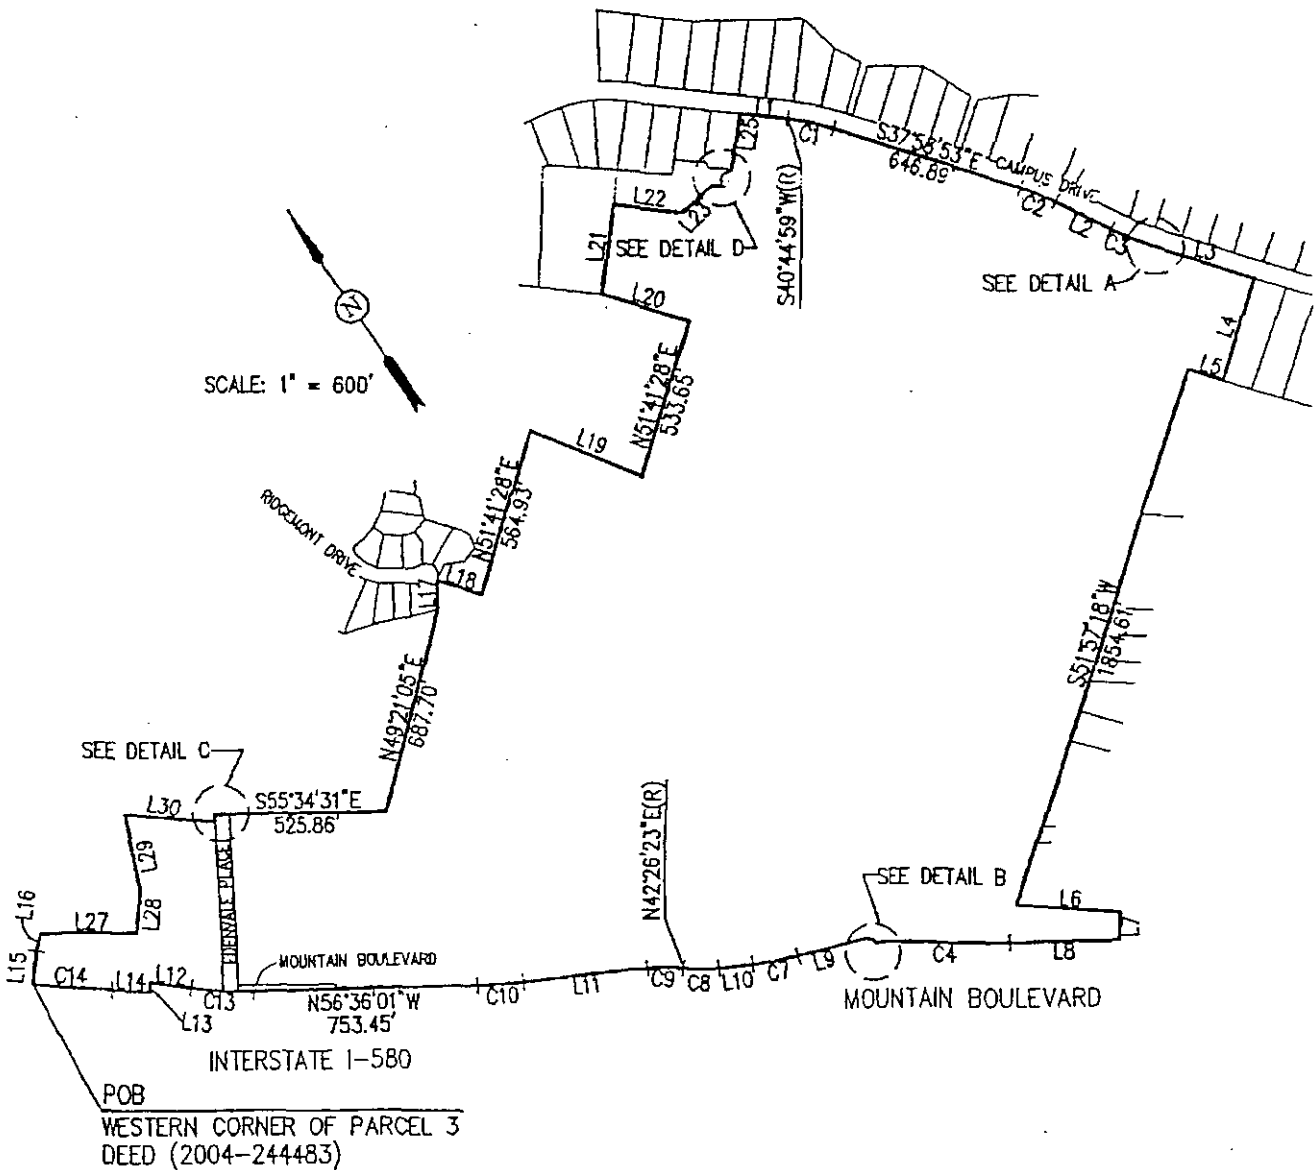 L25
C1
S37°58'53"E
646.89'
CAMPUS DRIVE
S40°44'59"W(R)
C2
L2
C3
L3
L22
L23
SEE DETAIL D
L21
SEE DETAIL A
L20
L4
L5
N
SCALE: 1" = 600'
N51°41'28"E
533.65'
L19
N51°41'28"E
564.93'
RIDGEMONT DRIVE
L18
L17
S51°57'18"W
1854.61'
N49°21'05"E
687.70'
SEE DETAIL C
L30
S55°34'31"E
525.86'
N42°26'23"E(R)
L29
SEE DETAIL B
L6
L16
L27
L28
EDENVALE PLACE
L15
C14
L14
L12
C13
L13
MOUNTAIN BOULEVARD
N56°36'01"W
753.45'
C10
L11
C9
C8
L10
C7
L9
C4
L8
MOUNTAIN BOULEVARD
INTERSTATE I-580
POB
WESTERN CORNER OF PARCEL 3
DEED (2004-244483)